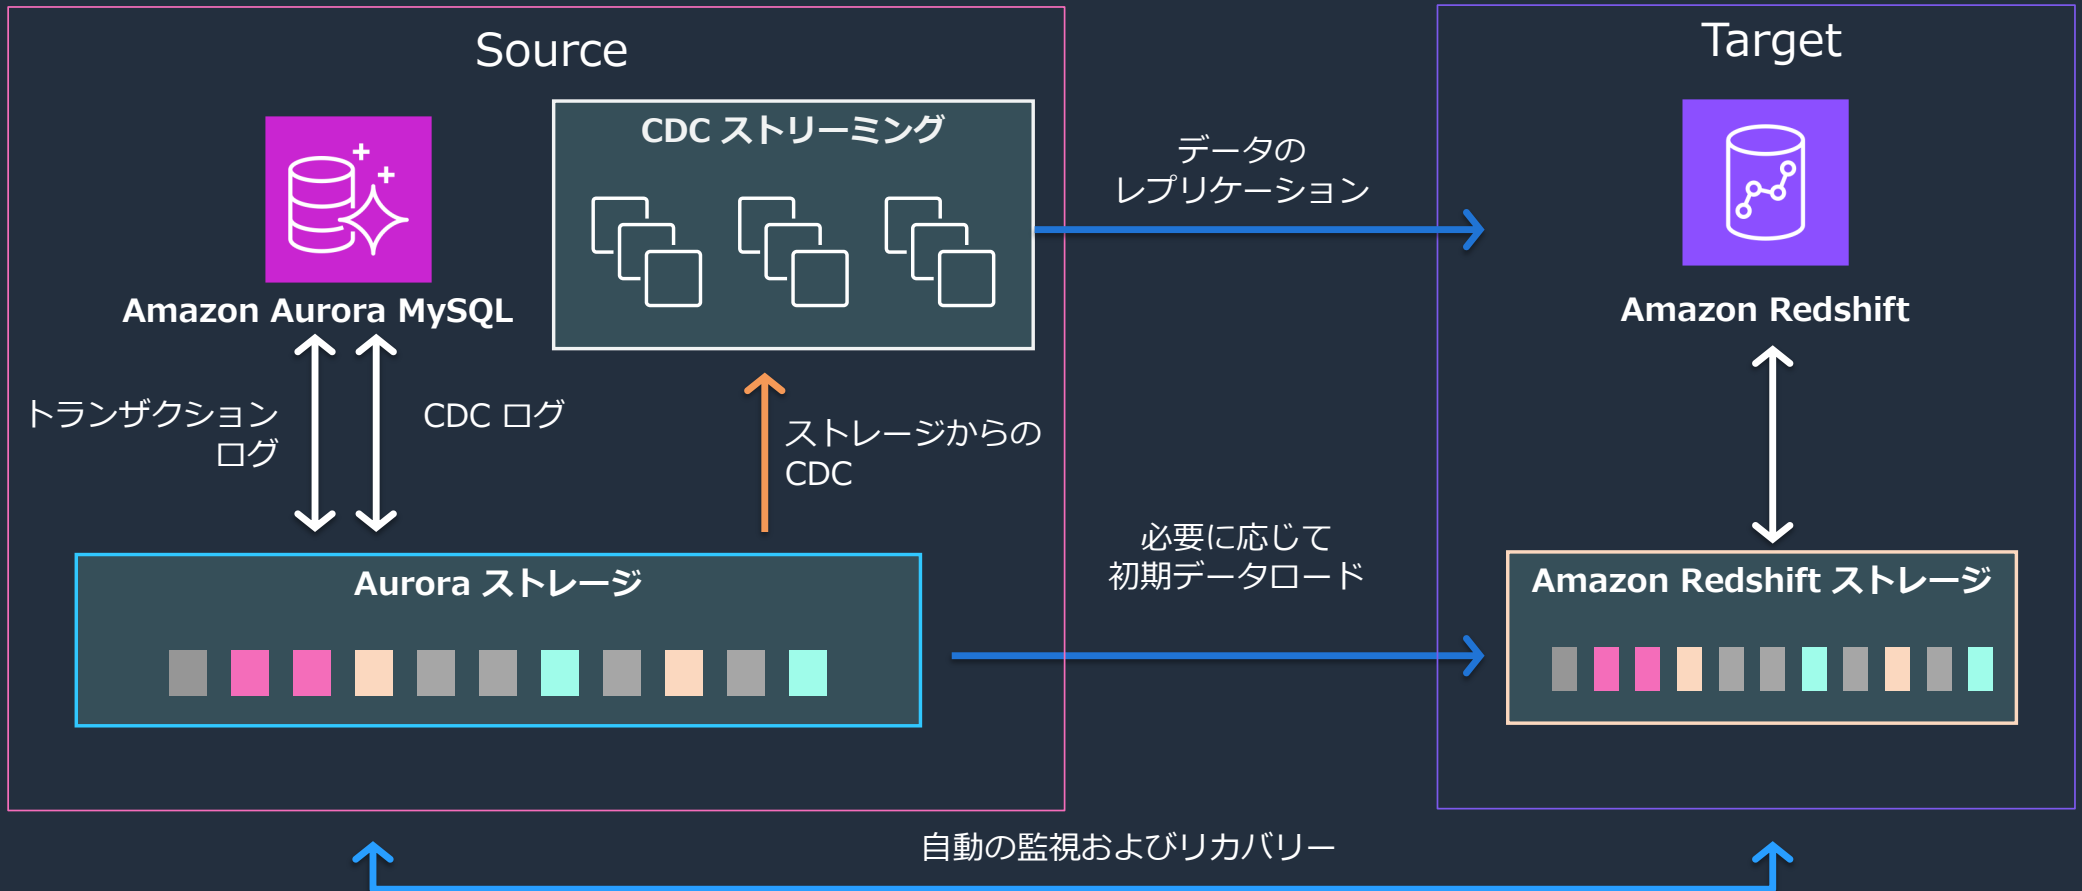 Source
Target
CDC ストリーミング
データの
レプリケーション
Amazon Aurora MySQL
Amazon Redshift
トランザクション
ログ
CDC ログ
ストレージからの
CDC
必要に応じて
初期データロード
Aurora ストレージ
Amazon Redshift ストレージ
自動の監視およびリカバリー